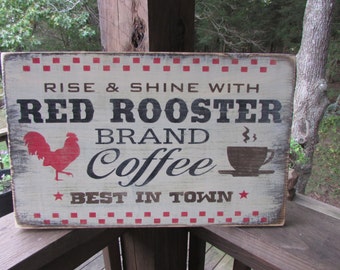 RISE & SHINE WITH
RED ROOSTER
BRAND
Coffee
BEST IN TOWN